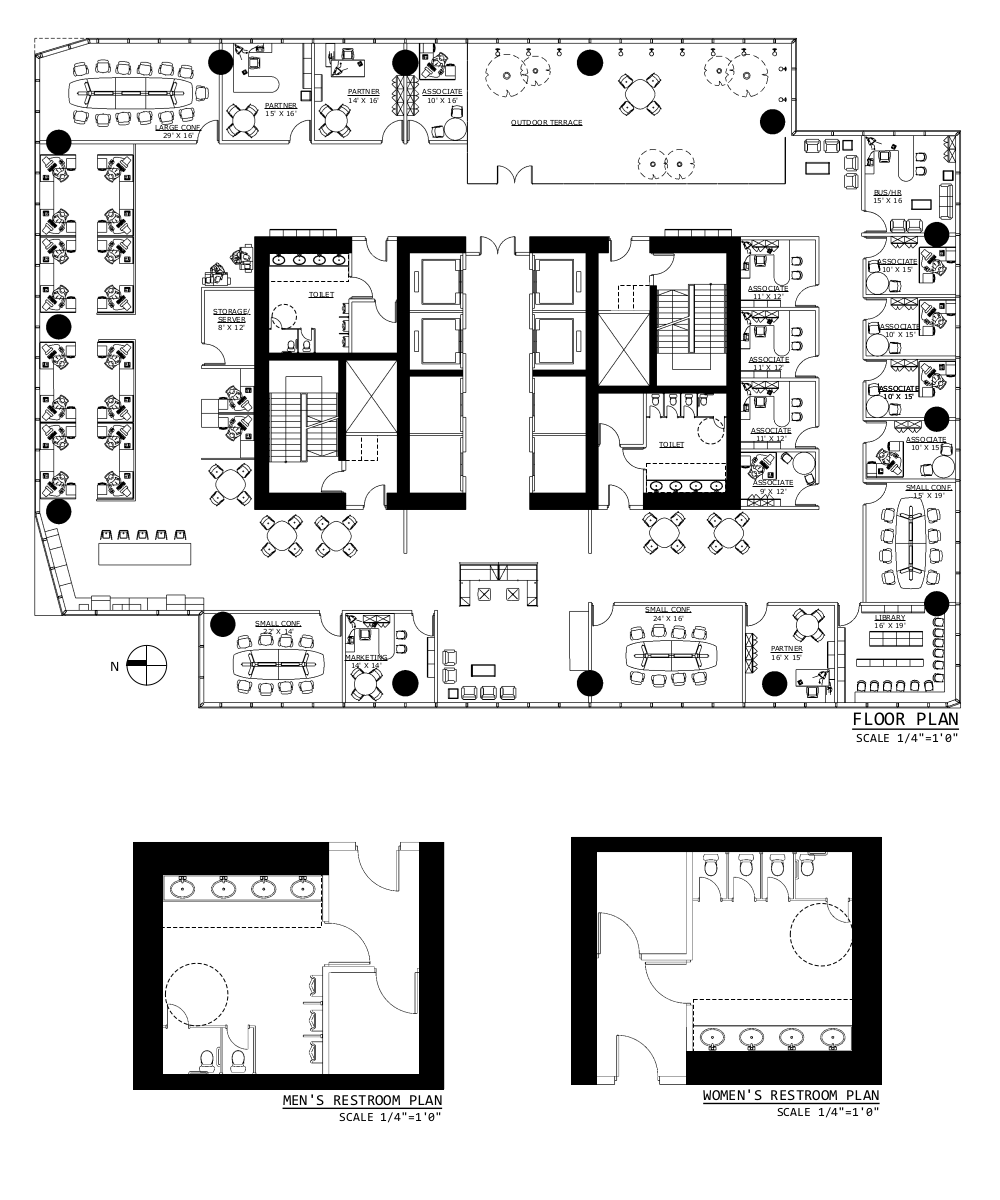 LARGE CONF.
29' X 16'
PARTNER
15' X 16'
PARTNER
14' X 16'
ASSOCIATE
10' X 16'
OUTDOOR TERRACE
BUS/HR
15' X 16
ASSOCIATE
10' X 15'
ASSOCIATE
10' X 15'
ASSOCIATE
10' X 15'
ASSOCIATE
10' X 15'
SMALL CONF.
15' X 19'
TOILET
STORAGE/
SERVER
8' X 12'
ASSOCIATE
11' X 12'
ASSOCIATE
11' X 12'
ASSOCIATE
11' X 12'
ASSOCIATE
9' X 12'
TOILET
N
SMALL CONF.
22' X 14'
MARKETING
14' X 14'
SMALL CONF.
24' X 16'
PARTNER
16' X 15'
LIBRARY
16' X 19'
FLOOR PLAN
SCALE 1/4"=1'0"
MEN'S RESTROOM PLAN
SCALE 1/4"=1'0"
WOMEN'S RESTROOM PLAN
SCALE 1/4"=1'0"